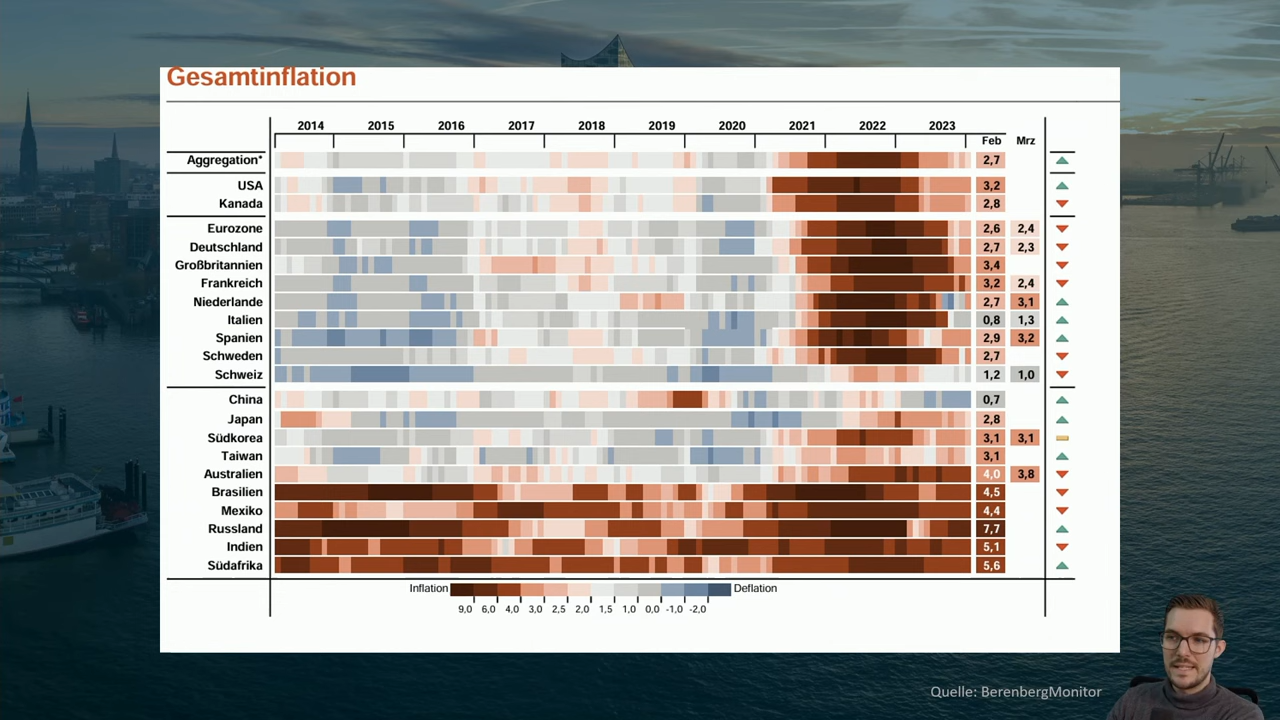 Gesamtinflation
2014 2015 2016 2017 2018 2019 2020 2021 2022 2023
Feb Mrz
Aggregation* 2,7
USA 3,2
Kanada 2,8
Eurozone 2,6 2,4
Deutschland 2,7 2,3
Großbritannien 3,4
Frankreich 3,2 2,4
Niederlande 2,7 3,1
Italien 0,8 1,3
Spanien 2,9 3,2
Schweden 2,7
Schweiz 1,2 1,0
China 0,7
Japan 2,8
Südkorea 3,1 3,1
Taiwan 3,1
Australien 4,0 3,8
Brasilien 4,5
Mexiko 4,4
Russland 7,7
Indien 5,1
Südafrika 5,6
Inflation Deflation
9,0 6,0 4,0 3,0 2,5 2,0 1,5 1,0 0,0 -1,0 -2,0
Quelle: BerenbergMonitor